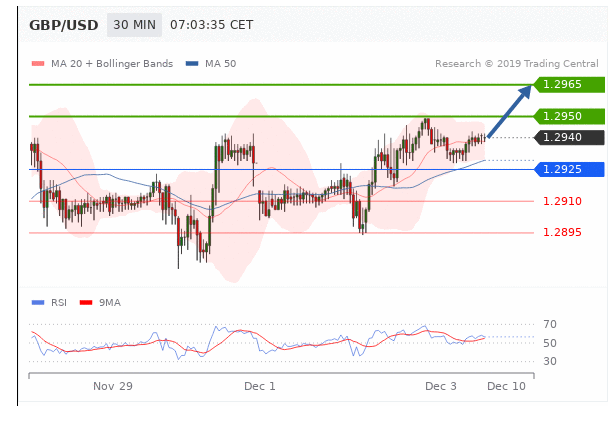 GBP/USD 30 MIN 07:03:35 CET
MA 20 + Bollinger Bands MA 50 Research © 2019 Trading Central
1.2965
1.2950
1.2940
1.2925
1.2910
1.2895
RSI 9MA
70
50
30
Nov 29 Dec 1 Dec 3 Dec 10